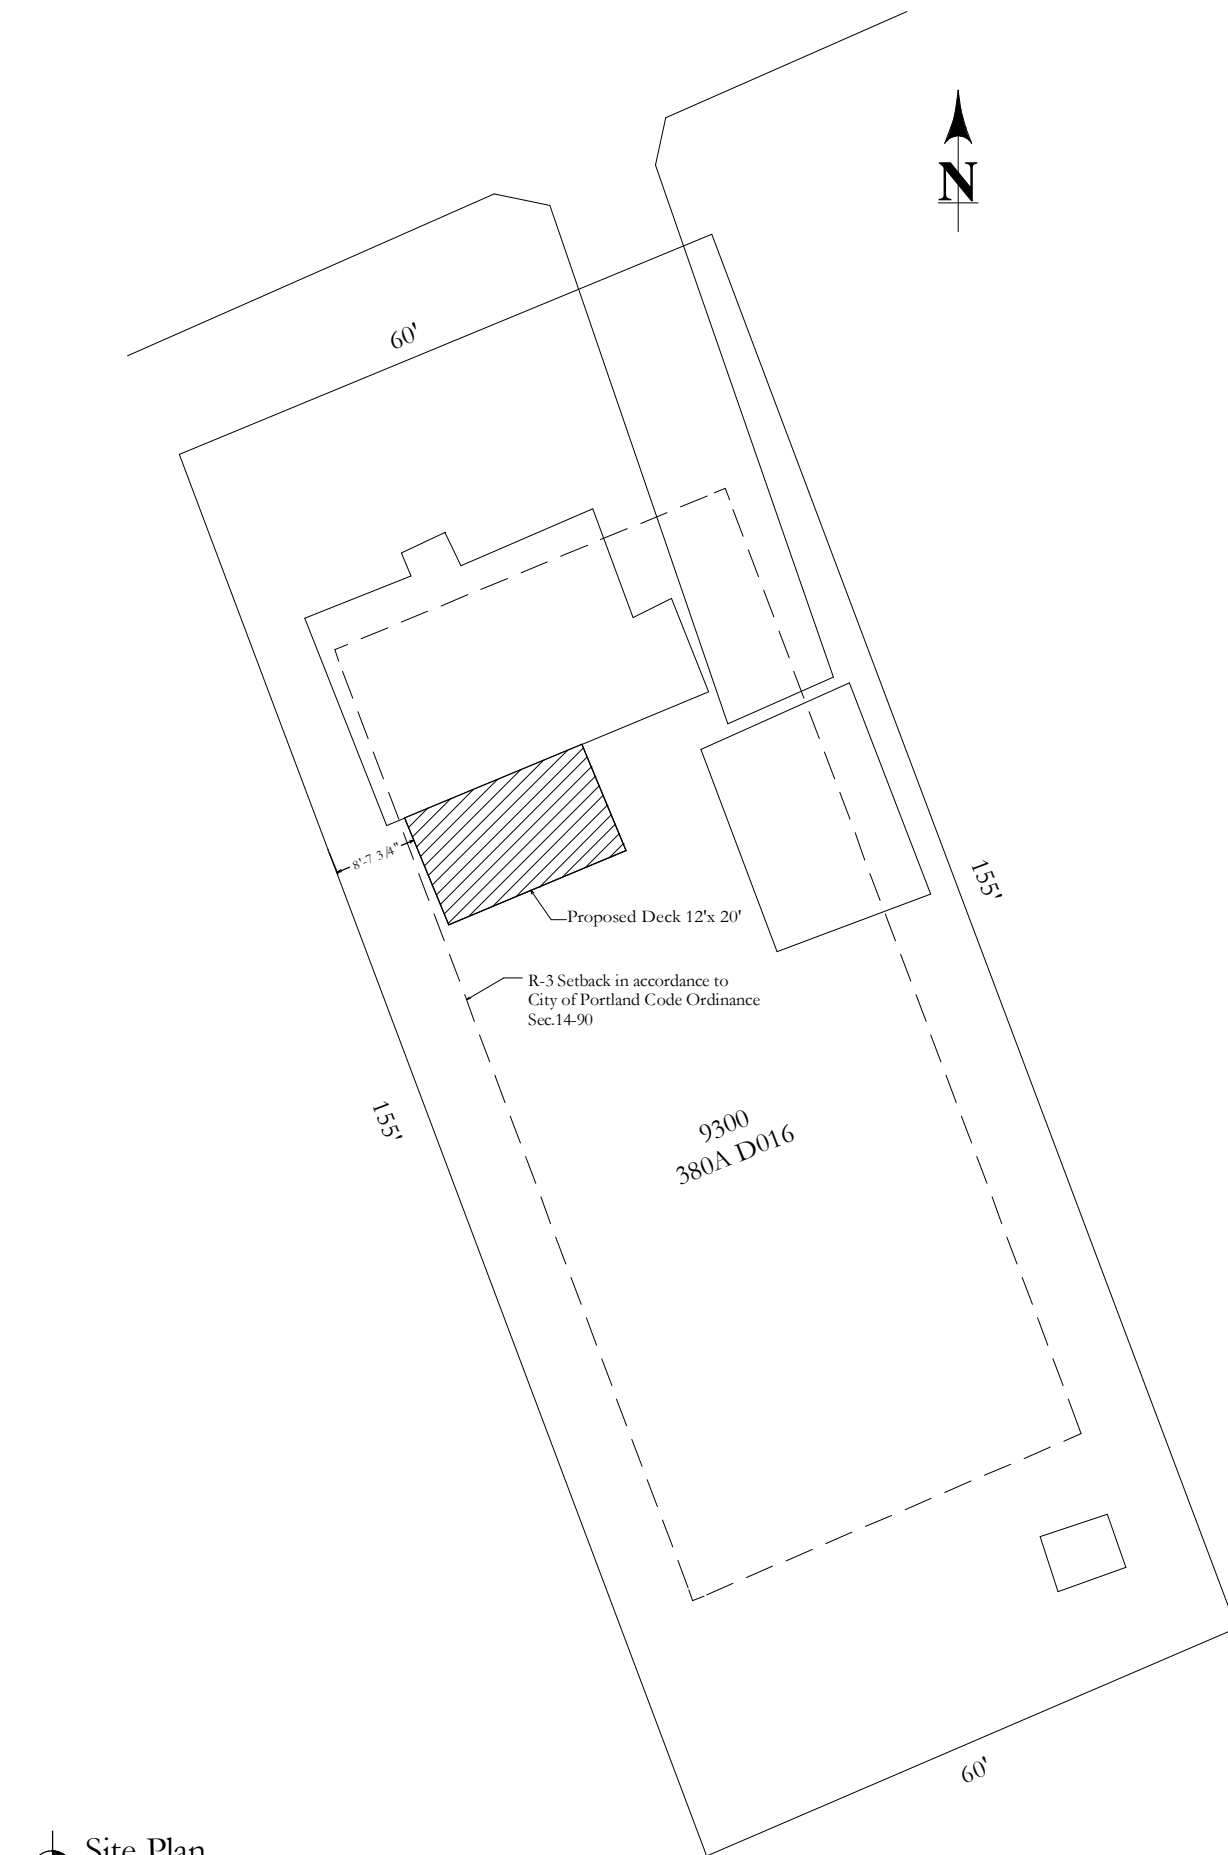 N
60'
8'-7 3/4"
Proposed Deck 12'x 20'
155'
R-3 Setback in accordance to
City of Portland Code Ordinance
Sec.14-90
155'
9300
380A D016
60'
Site Plan